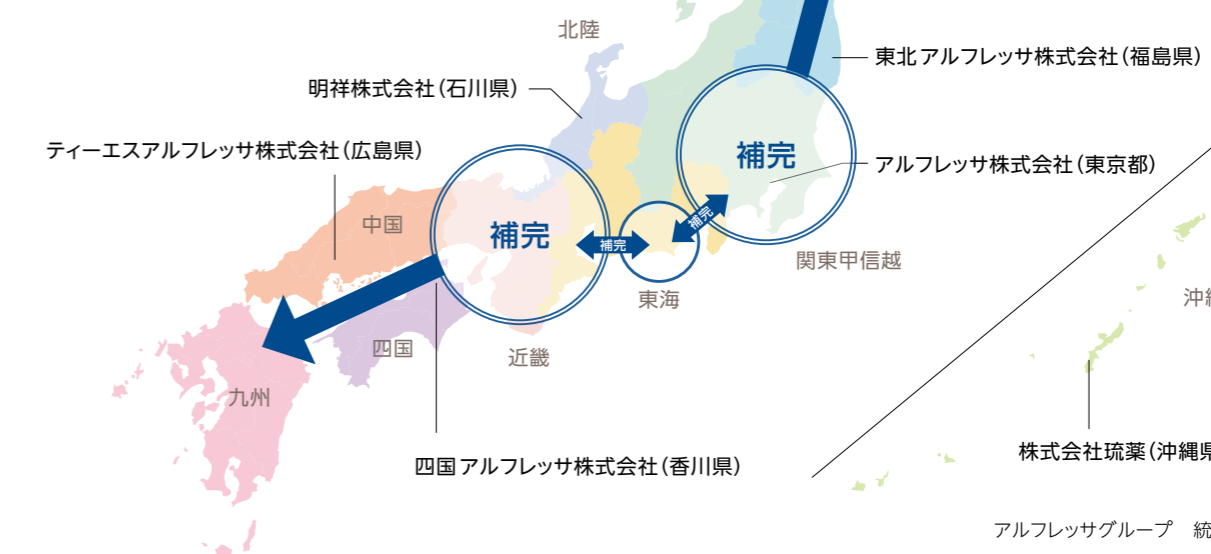 北陸
東北アルフレッサ株式会社(福島県)
明祥株式会社(石川県)
ティーエスアルフレッサ株式会社(広島県)
補完
アルフレッサ株式会社(東京都)
中国
補完
補完
補完
関東甲信越
東海
四国
近畿
九州
四国アルフレッサ株式会社(香川県)
沖
株式会社琉薬(沖縄県
アルフレッサグループ 統